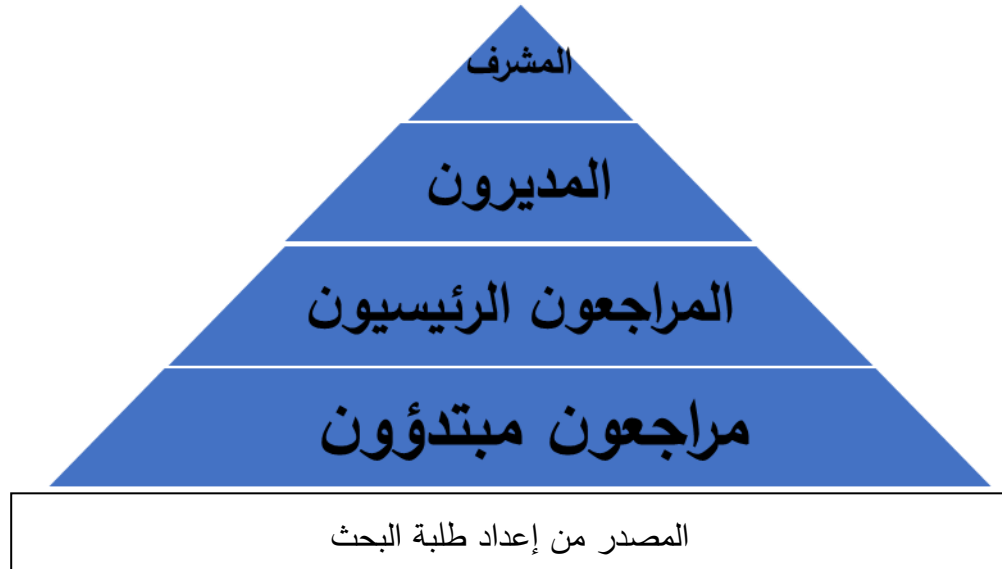 المشرف
المديرون
المراجعون الرئيسيون
مراجعون مبتدؤون
المصدر من إعداد طلبة البحث